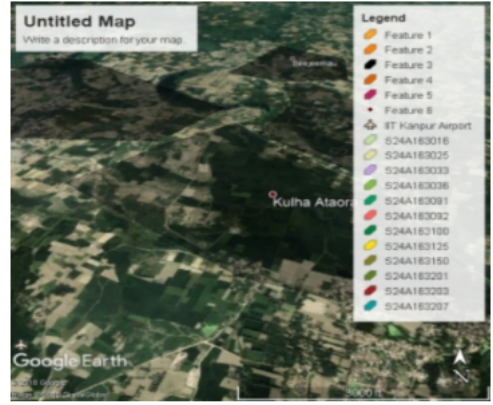 Untitled Map
Write a description for your map.
Legend
Feature 1
Feature 2
Feature 3
Feature 4
Feature 5
Feature 6
IIT Kanpur Airport
S24A163016
S24A163025
S24A163033
S24A163036
S24A163091
S24A163092
S24A163100
S24A163125
S24A163150
S24A163201
S24A163203
S24A163207
Kulha Ataora
Google Earth
N